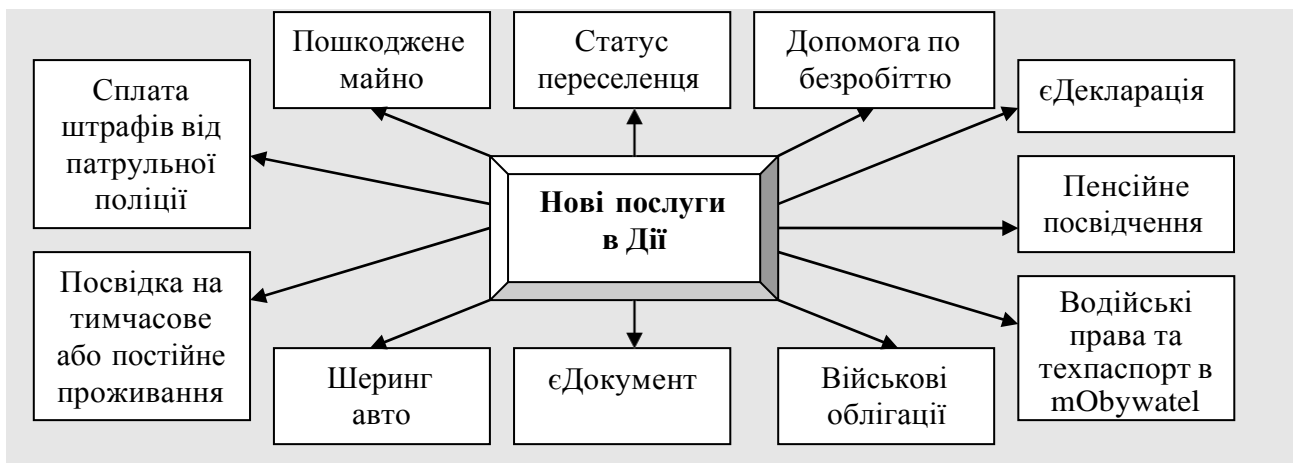 Пошкоджене
майно
Статус
переселенця
Допомога по
безробіттю
Сплата
штрафів від
патрульної
поліції
єДекларація
Нові послуги
в Дії
Пенсійне
посвідчення
Посвідка на
тимчасове
або постійне
проживання
Водійські
права та
техпаспорт в
mObywatel
Шеринг
авто
єДокумент
Військові
облігації